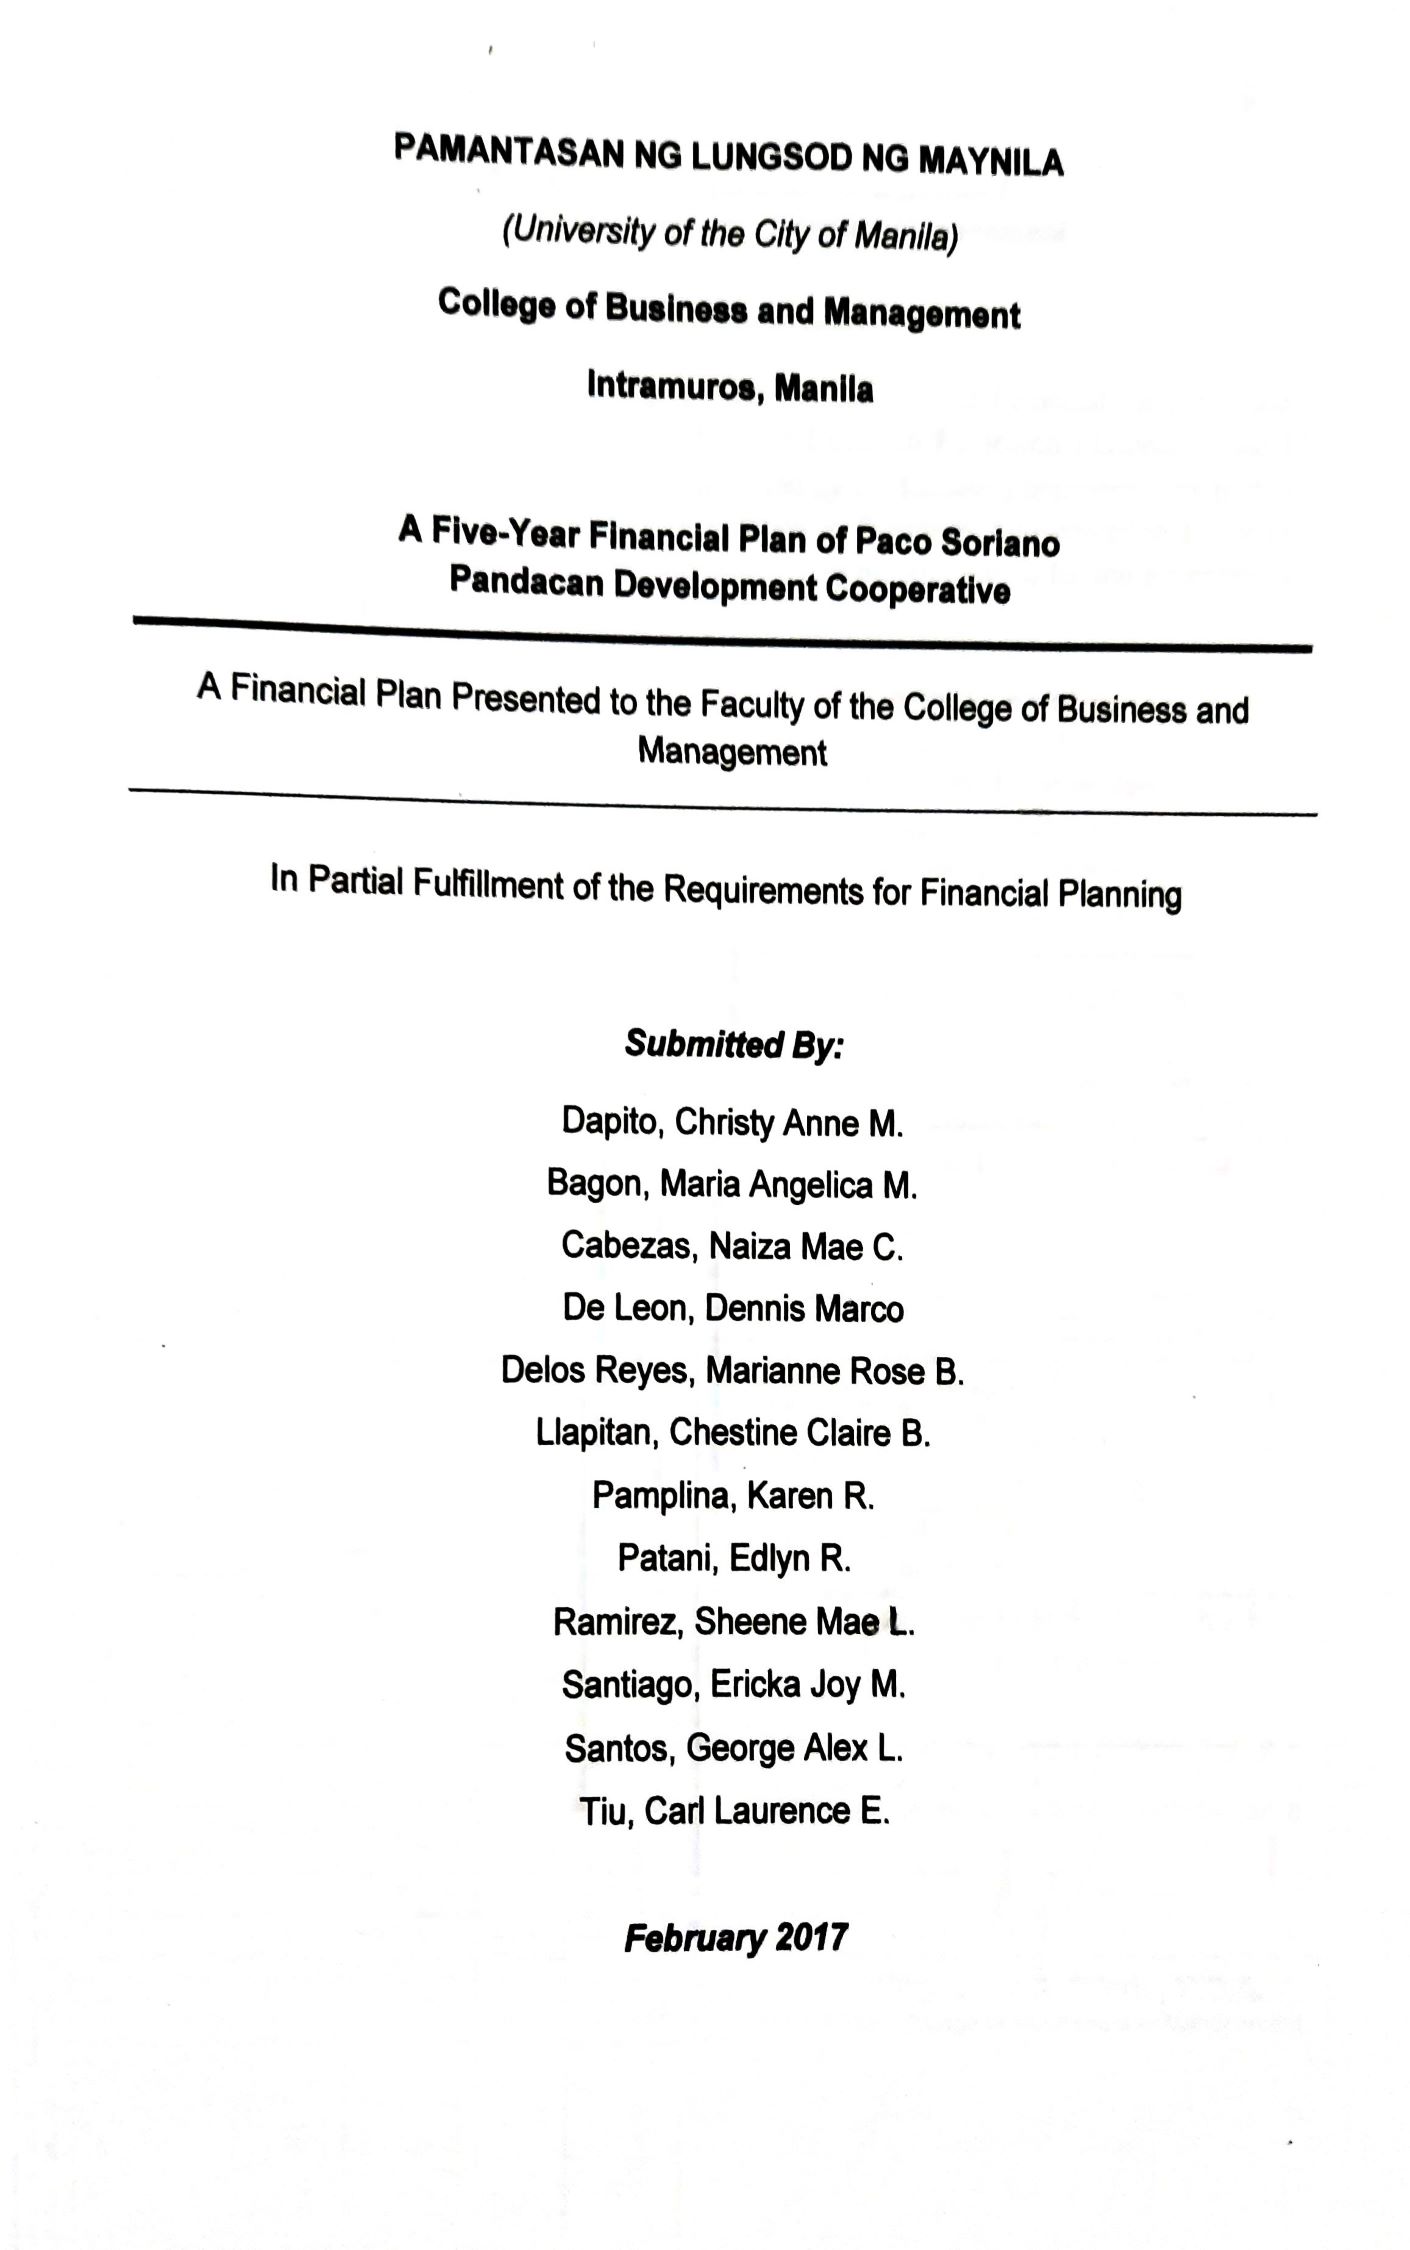 PAMANTASAN NG LUNGSOD NG MAYNILA
(University of the City of Manila)
College of Business and Management
Intramuros, Manila
A Five-Year Financial Plan of Paco Soriano
Pandacan Development Cooperative
A Financial Plan Presented to the Faculty of the College of Business and
Management
In Partial Fulfillment of the Requirements for Financial Planning
Submitted By:
Dapito, Christy Anne M.
Bagon, Maria Angelica M.
Cabezas, Naiza Mae C.
De Leon, Dennis Marco
Delos Reyes, Marianne Rose B.
Llapitan, Chestine Claire B.
Pamplina, Karen R.
Patani, Edlyn R.
Ramirez, Sheene Mae L.
Santiago, Ericka Joy M.
Santos, George Alex L.
Tiu, Carl Laurence E.
February 2017